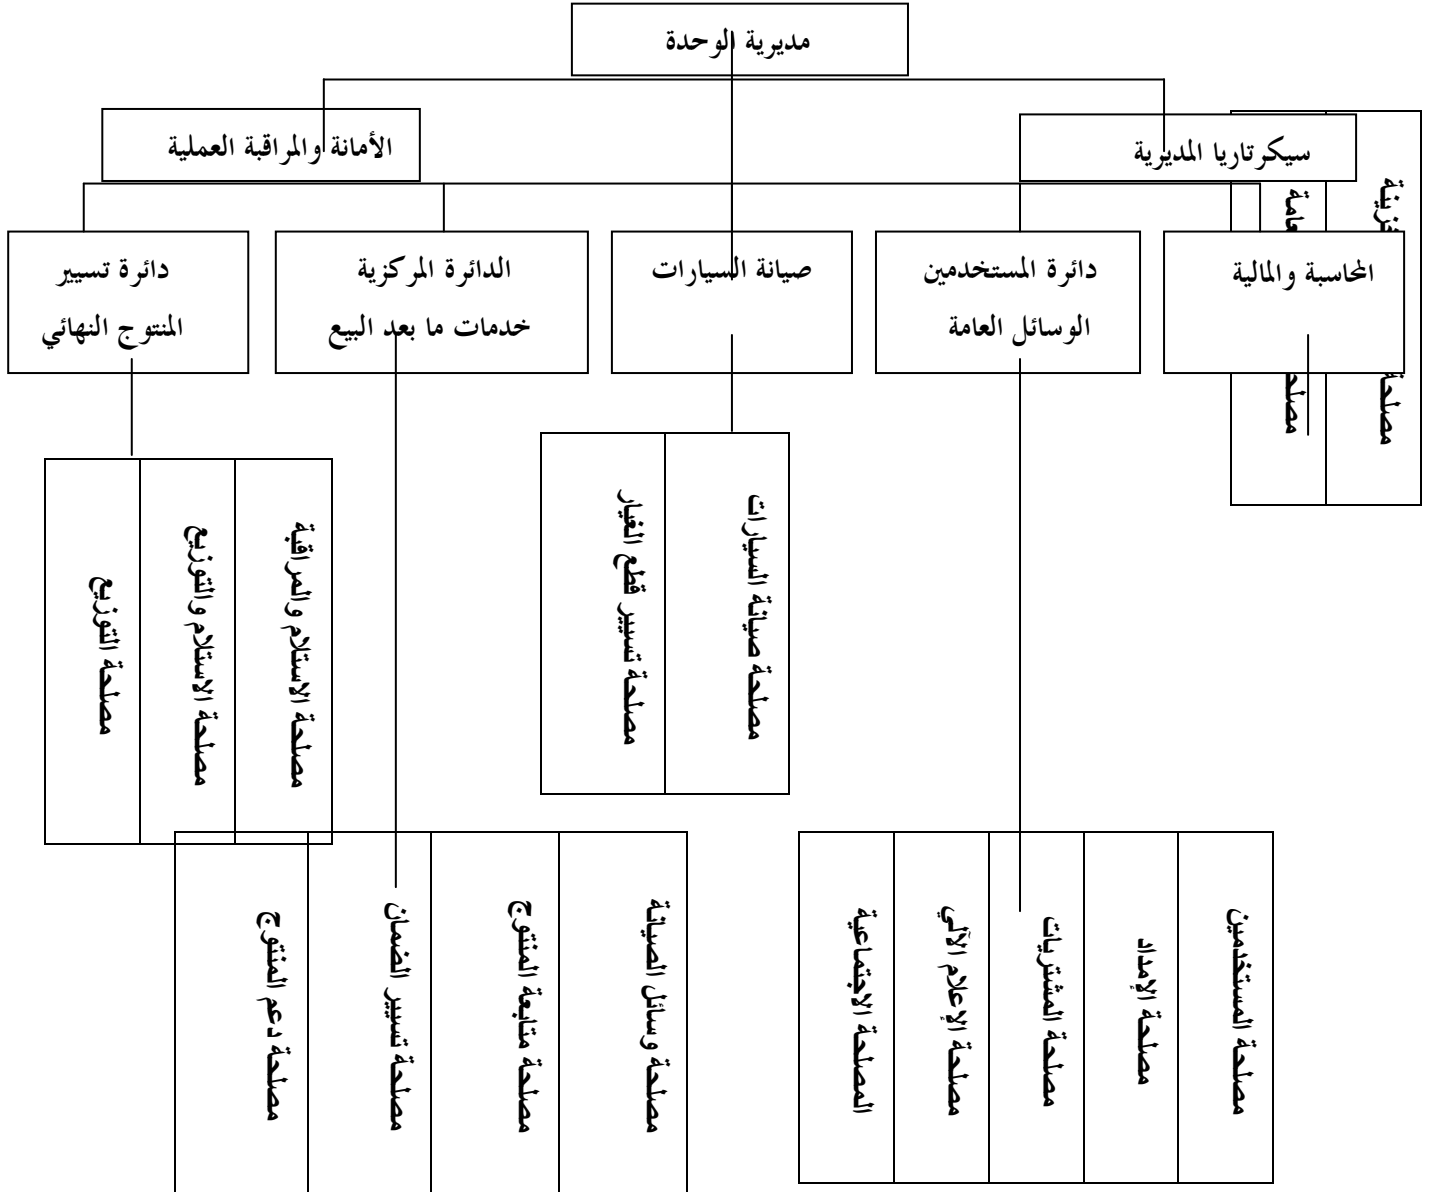 مديرية الوحدة
سيكرتاريا المديرية
الأمانة والمراقبة العملية
المحاسبة والمالية
دائرة المستخدمين
الوسائل العامة
صيانة السيارات
الدائرة المركزية
خدمات ما بعد البيع
دائرة تسيير
المنتوج النهائي
مصلحة
مصلحة
مصلحة صيانة السيارات
مصلحة تسيير قطع الغيار
مصلحة الاستلام والمراقبة
مصلحة الاستلام والتوزيع
مصلحة التوزيع
مصلحة المستخدمين
مصلحة الإمداد
مصلحة المشتريات
مصلحة الإعلام الآلي
المصلحة الاجتماعية
مصلحة وسائل الصيانة
مصلحة متابعة المنتوج
مصلحة تسيير الضمان
مصلحة دعم المنتوج